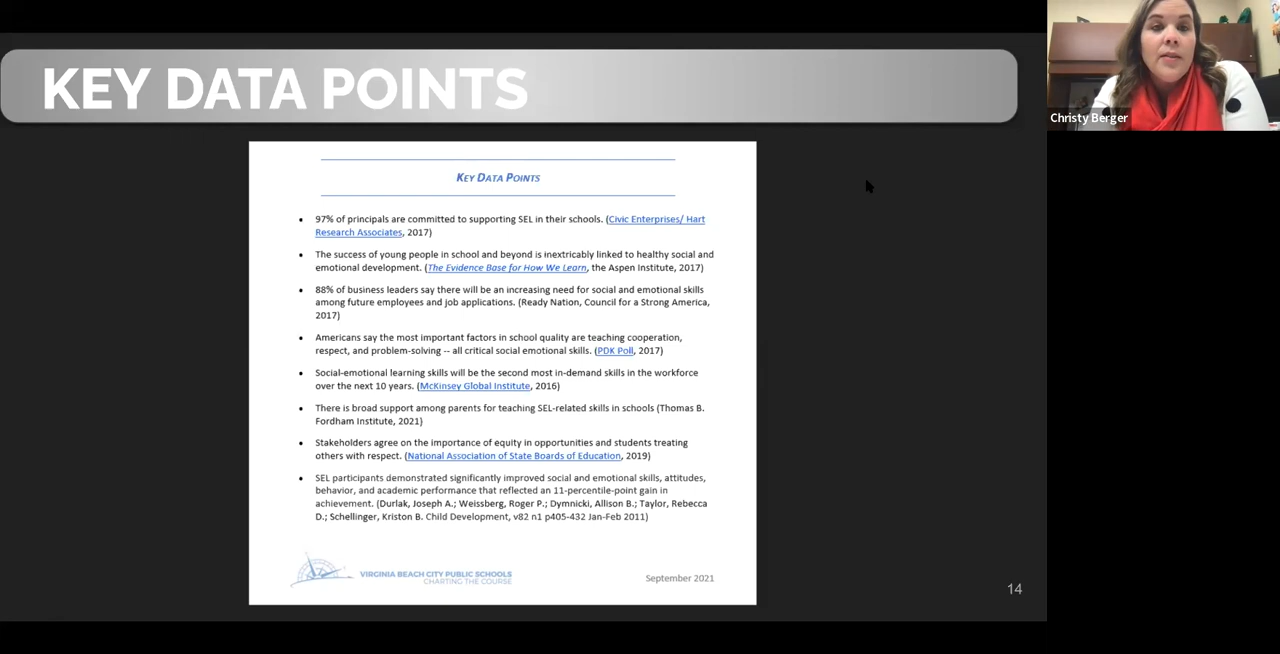 KEY DATA POINTS
Christy Berger
KEY DATA POINTS
• 97% of principals are committed to supporting SEL in their schools. (Civic Enterprises/ Hart
Research Associates, 2017)
• The success of young people in school and beyond is inextricably linked to healthy social and
emotional development. (The Evidence Base for How We Learn, the Aspen Institute, 2017)
• 88% of business leaders say there will be an increasing need for social and emotional skills
among future employees and job applications. (Ready Nation, Council for a Strong America,
2017)
• Americans say the most important factors in school quality are teaching cooperation,
respect, and problem-solving -- all critical social emotional skills. (PDK Poll, 2017)
• Social-emotional learning skills will be the second most in-demand skills in the workforce
over the next 10 years. (McKinsey Global Institute, 2016)
• There is broad support among parents for teaching SEL-related skills in schools (Thomas B.
Fordham Institute, 2021)
• Stakeholders agree on the importance of equity in opportunities and students treating
others with respect. (National Association of State Boards of Education, 2019)
• SEL participants demonstrated significantly improved social and emotional skills, attitudes,
behavior, and academic performance that reflected an 11-percentile-point gain in
achievement. (Durlak, Joseph A.; Weissberg, Roger P.; Dymnicki, Allison B.; Taylor, Rebecca
D.; Schellinger, Kriston B. Child Development, v82 n1 p405-432 Jan-Feb 2011)
VIRGINIA BEACH CITY PUBLIC SCHOOLS
CHARTING THE COURSE
September 2021
14